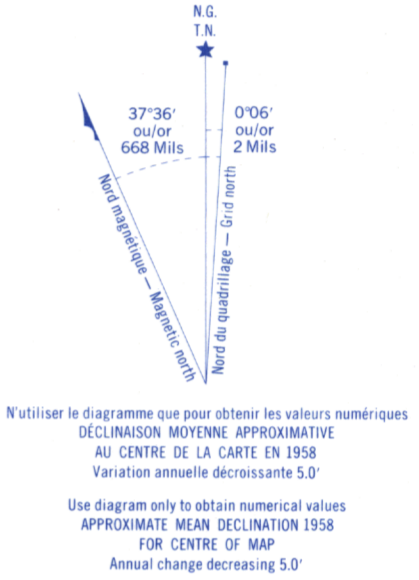 N.G.
T.N.
37°36′
ou/or
668 Mils
0°06′
ou/or
2 Mils
Nord magnétique — Magnetic north
Nord du quadrillage — Grid north
N'utiliser le diagramme que pour obtenir les valeurs numériques
DÉCLINAISON MOYENNE APPROXIMATIVE
AU CENTRE DE LA CARTE EN 1958
Variation annuelle décroissante 5.0′
Use diagram only to obtain numerical values
APPROXIMATE MEAN DECLINATION 1958
FOR CENTRE OF MAP
Annual change decreasing 5.0′